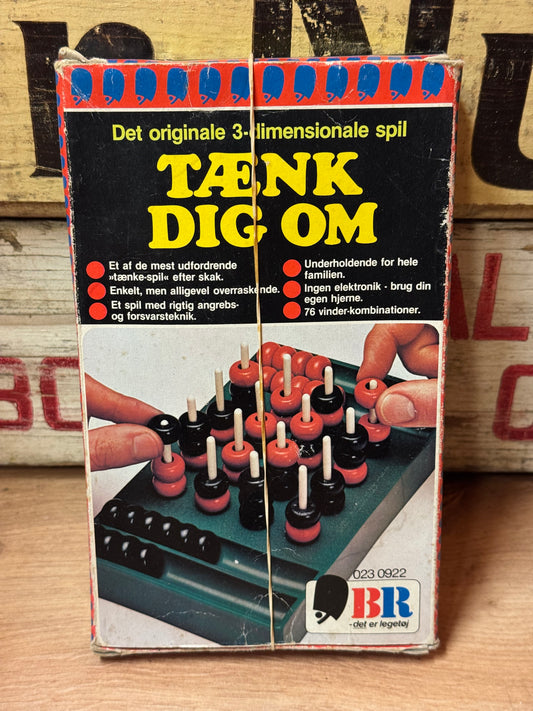 Det originale 3-dimensionale spil
TÆNK
DIG OM
Et af de mest udfordrende
»tænke-spil« efter skak.
Enkelt, men alligevel overraskende.
Et spil med rigtig angrebs-
og forsvarsteknik.
Underholdende for hele
familien.
Ingen elektronik - brug din
egen hjerne.
76 vinder-kombinationer.
023 0922
BR
-det er legetøj